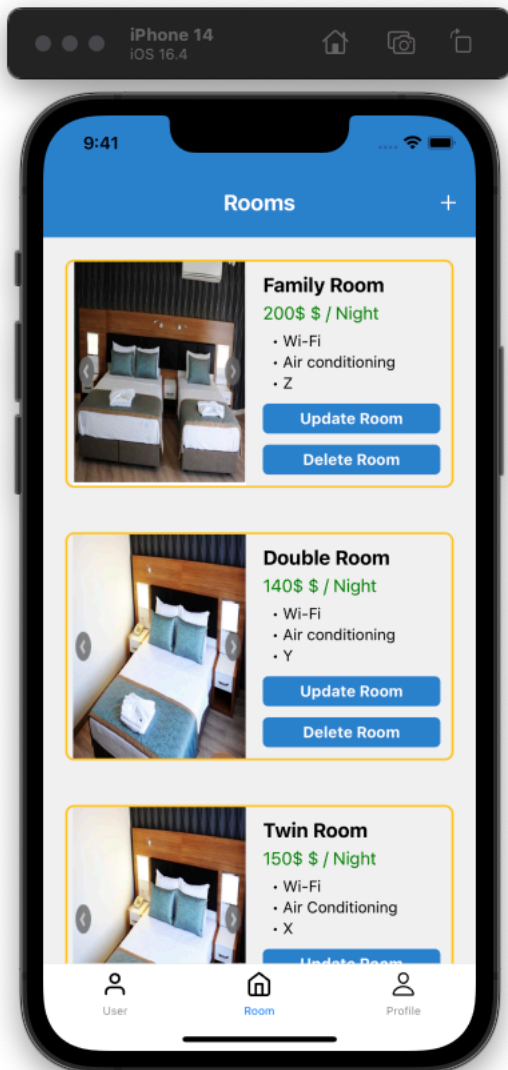 iPhone 14
iOS 16.4
9:41
Rooms
+
Family Room
200$ $ / Night
• Wi-Fi
• Air conditioning
• Z
Update Room
Delete Room
Double Room
140$ $ / Night
• Wi-Fi
• Air conditioning
• Y
Update Room
Delete Room
Twin Room
150$ $ / Night
• Wi-Fi
• Air Conditioning
• X
Update Room
User
Room
Profile